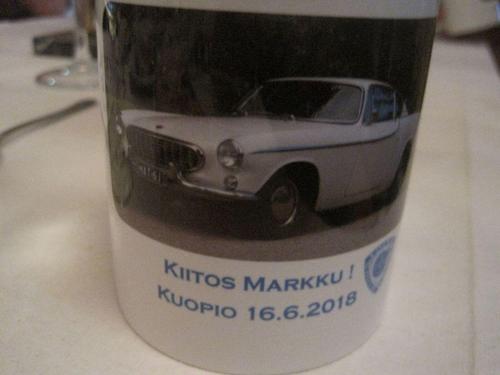 KIITOS MARKKU !
KUOPIO 16.6.2018